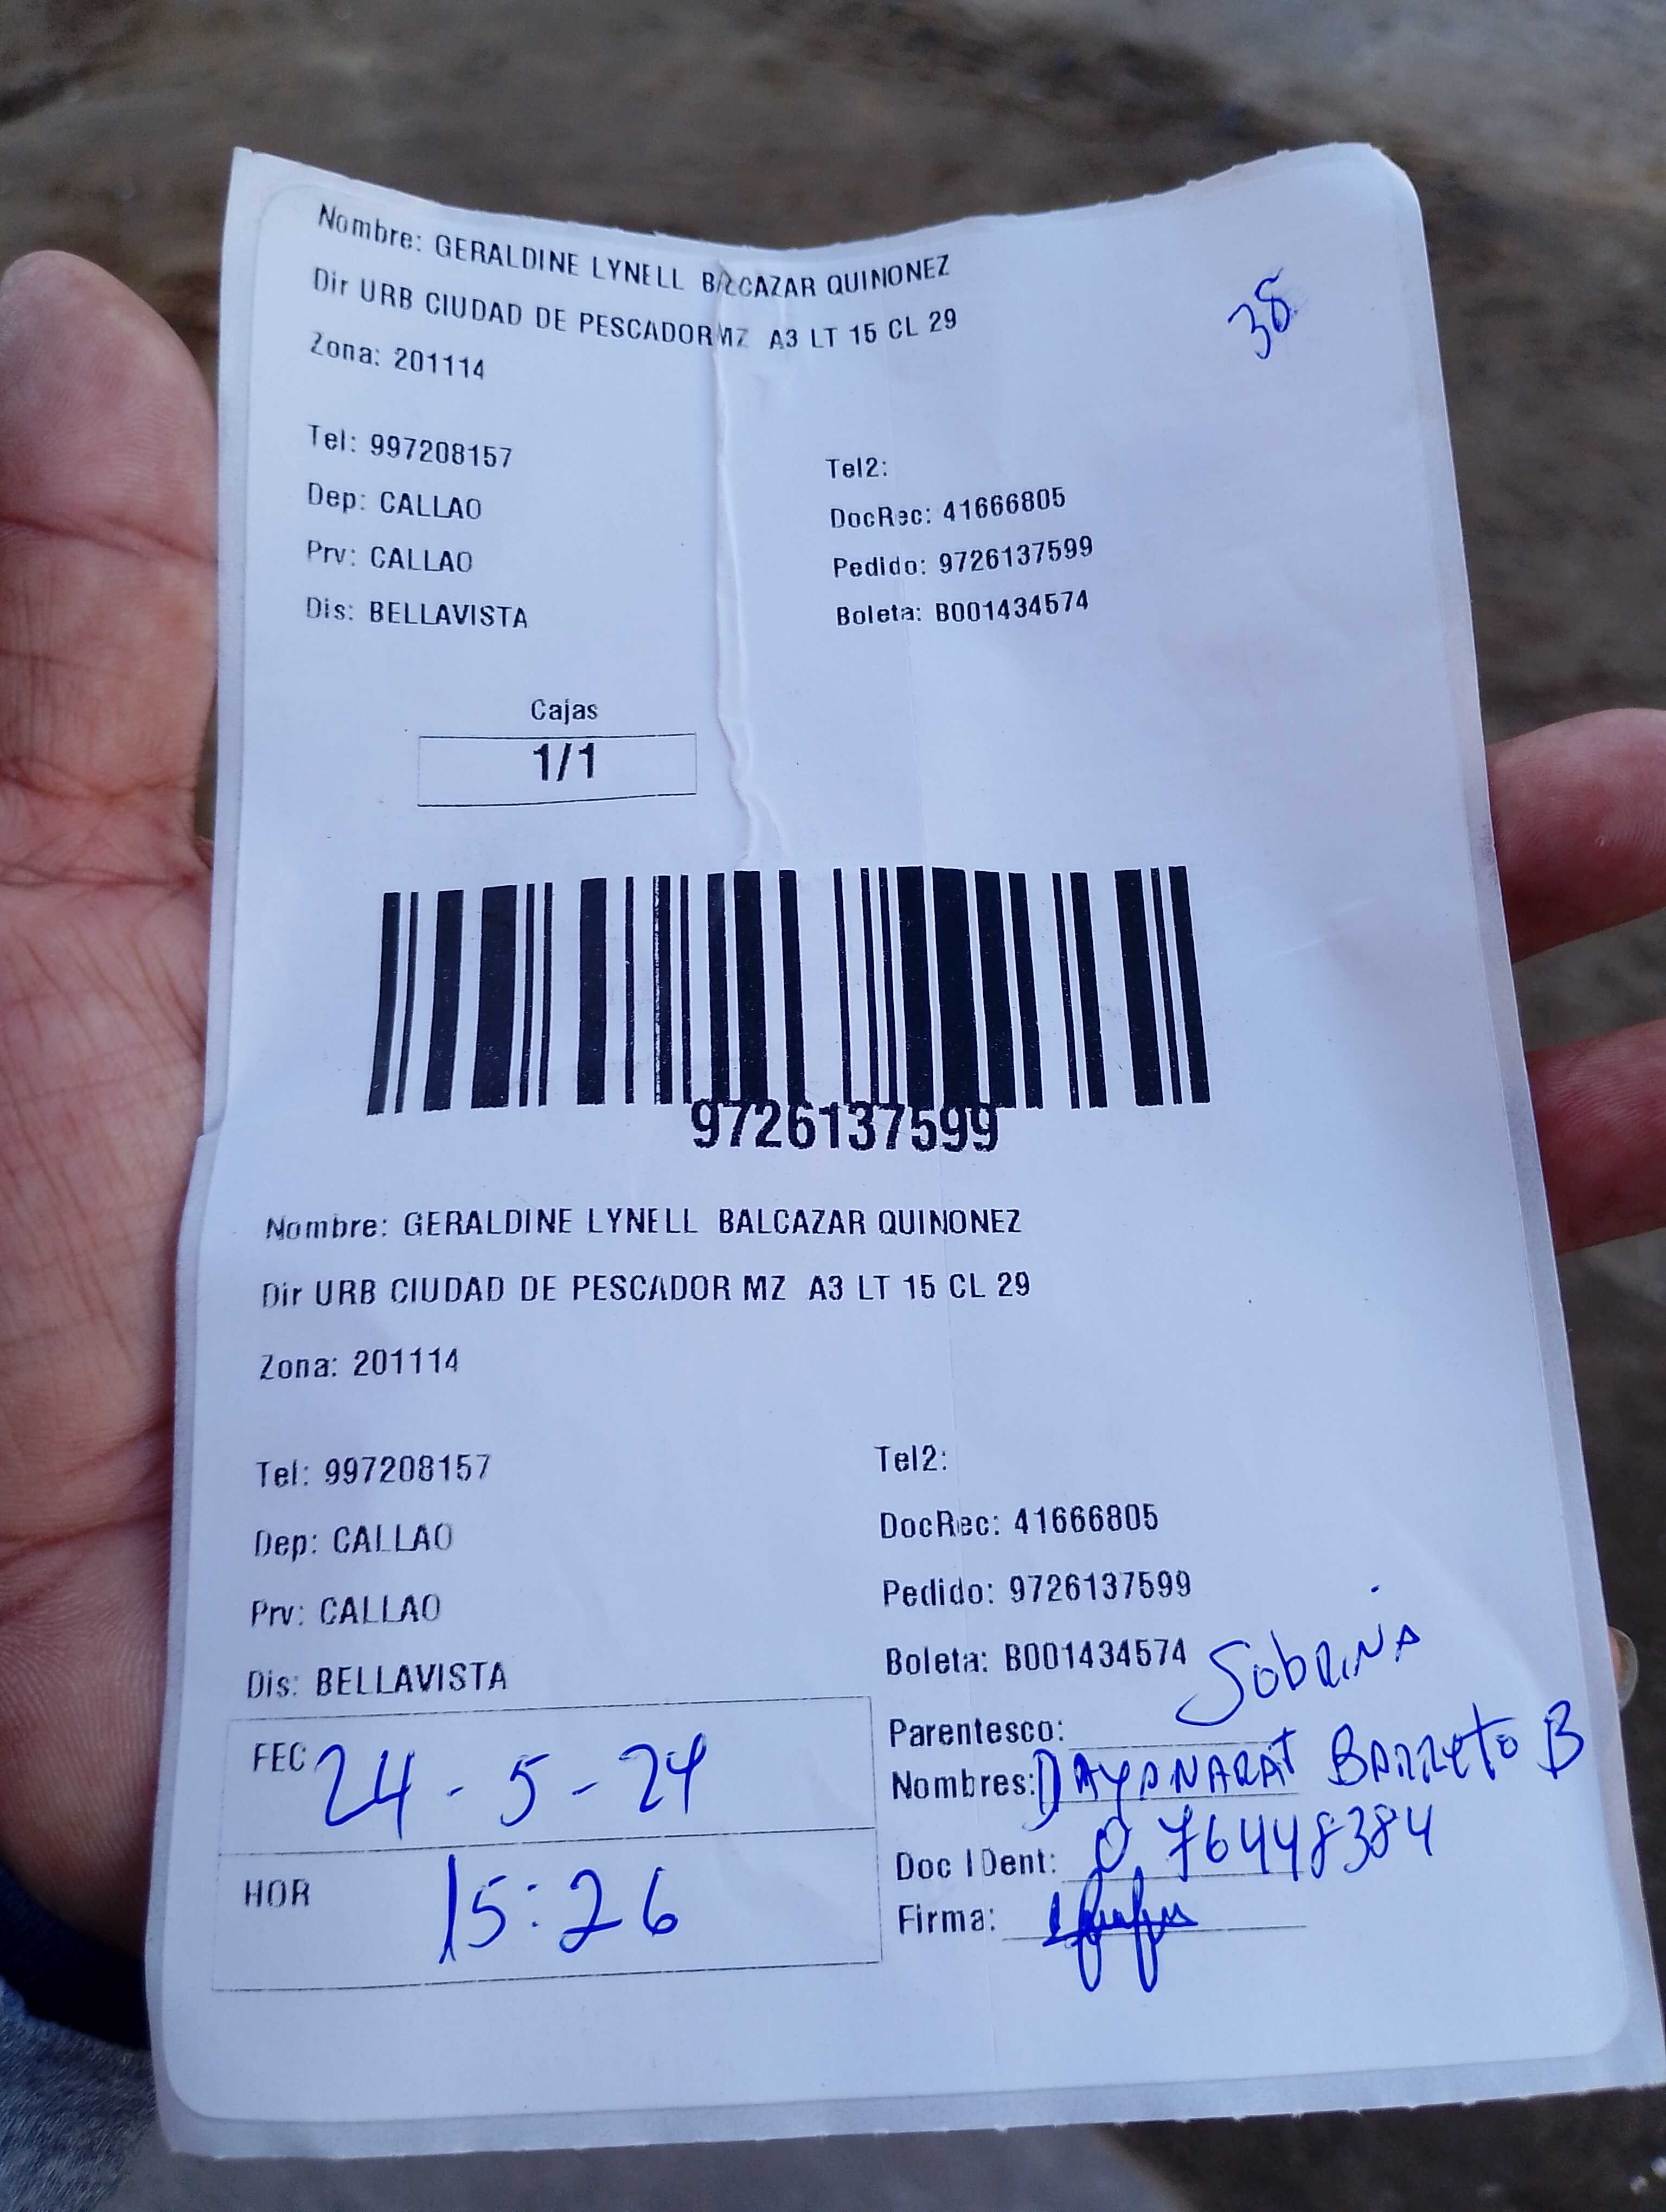 Nombre: GERALDINE LYNELL BALCAZAR QUINONEZ
Dir URB CIUDAD DE PESCADOR MZ A3 LT 15 CL 29
38
Zona: 201114
Tel: 997208157
Tel2:
Dep: CALLAO
DocRec: 41666805
Prv: CALLAO
Pedido: 9726137599
Dis: BELLAVISTA
Boleta: B001434574
Cajas
1/1
9726137599
Nombre: GERALDINE LYNELL BALCAZAR QUINONEZ
Dir URB CIUDAD DE PESCADOR MZ A3 LT 15 CL 29
Zona: 201114
Tel: 997208157
Tel2:
Dep: CALLAO
DocRec: 41666805
Prv: CALLAO
Pedido: 9726137599
Dis: BELLAVISTA
Boleta: B001434574
FEC 24-5-24
HOR 15:26
Parentesco: SobRiNA
Nombres: DAYANARAT BARReto B
Doc IDent: 76448384
Firma: